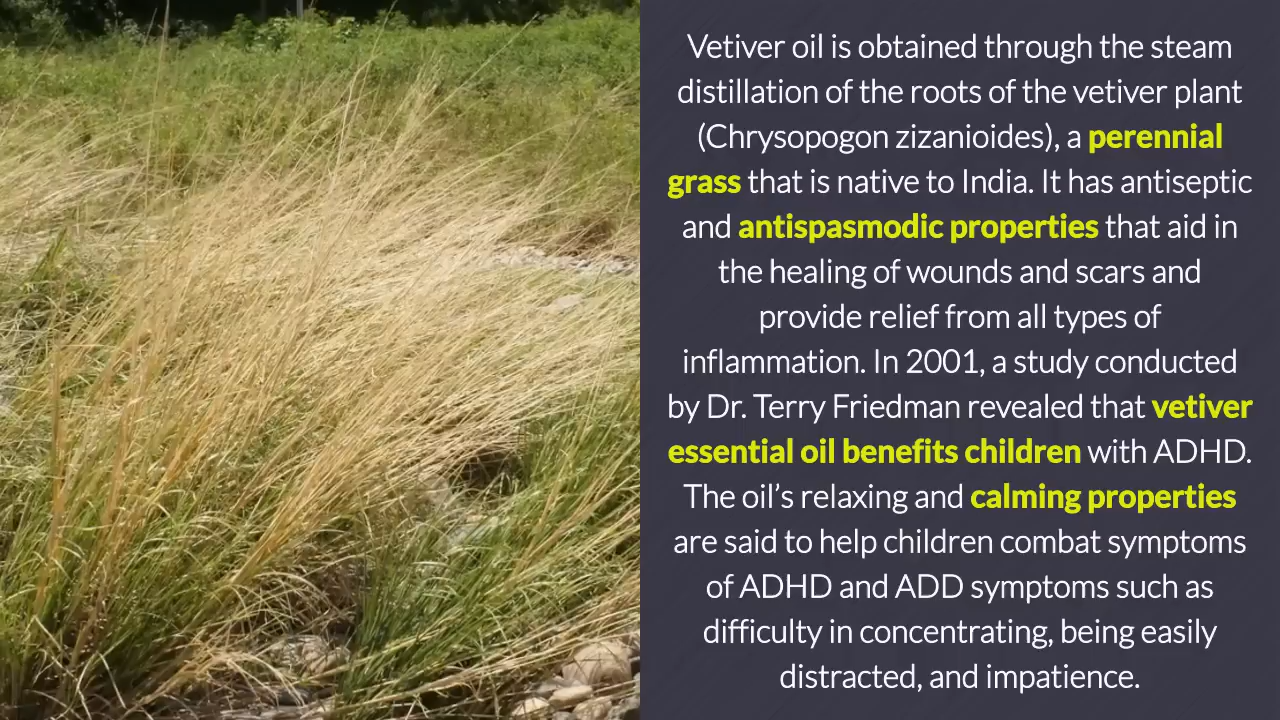 Vetiver oil is obtained through the steam
distillation of the roots of the vetiver plant
(Chrysopogon zizanioides), a perennial
grass that is native to India. It has antiseptic
and antispasmodic properties that aid in
the healing of wounds and scars and
provide relief from all types of
inflammation. In 2001, a study conducted
by Dr. Terry Friedman revealed that vetiver
essential oil benefits children with ADHD.
The oil’s relaxing and calming properties
are said to help children combat symptoms
of ADHD and ADD symptoms such as
difficulty in concentrating, being easily
distracted, and impatience.